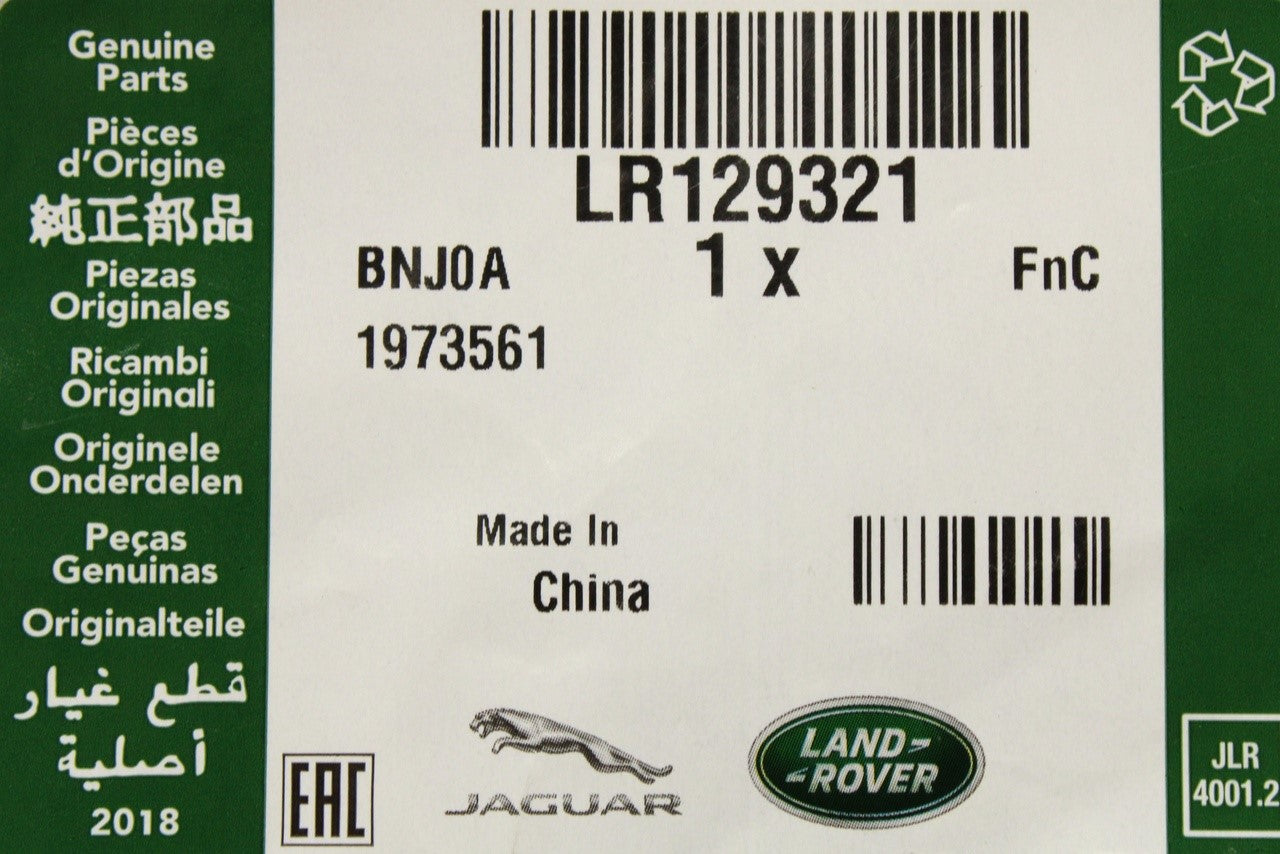 Genuine
Parts
Pièces
d'Origine
純正部品
Piezas
Originales
Ricambi
Originali
Originele
Onderdelen
Peças
Genuinas
Originalteile
قطع غيار
أصلية
2018
LR129321
BNJ0A 1 x FnC
1973561
Made In
China
EAC
JAGUAR
LAND-
-ROVER
JLR
4001.2